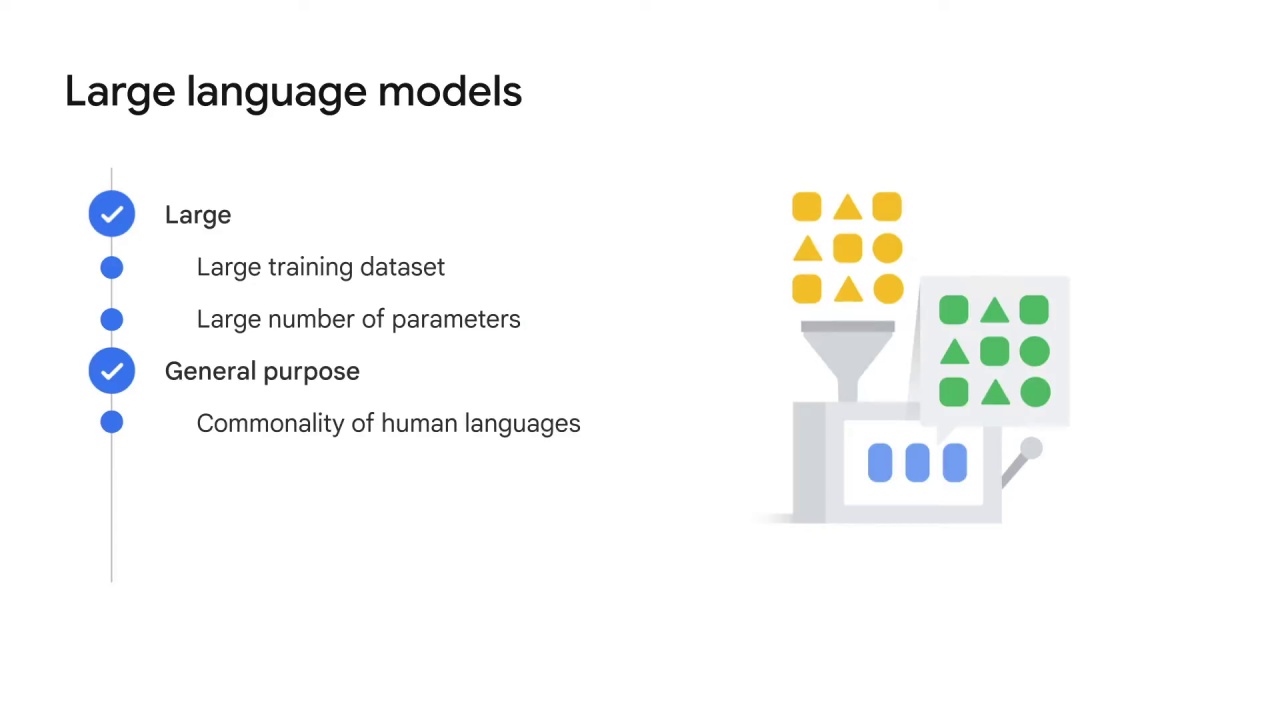 Large language models
Large
Large training dataset
Large number of parameters
General purpose
Commonality of human languages